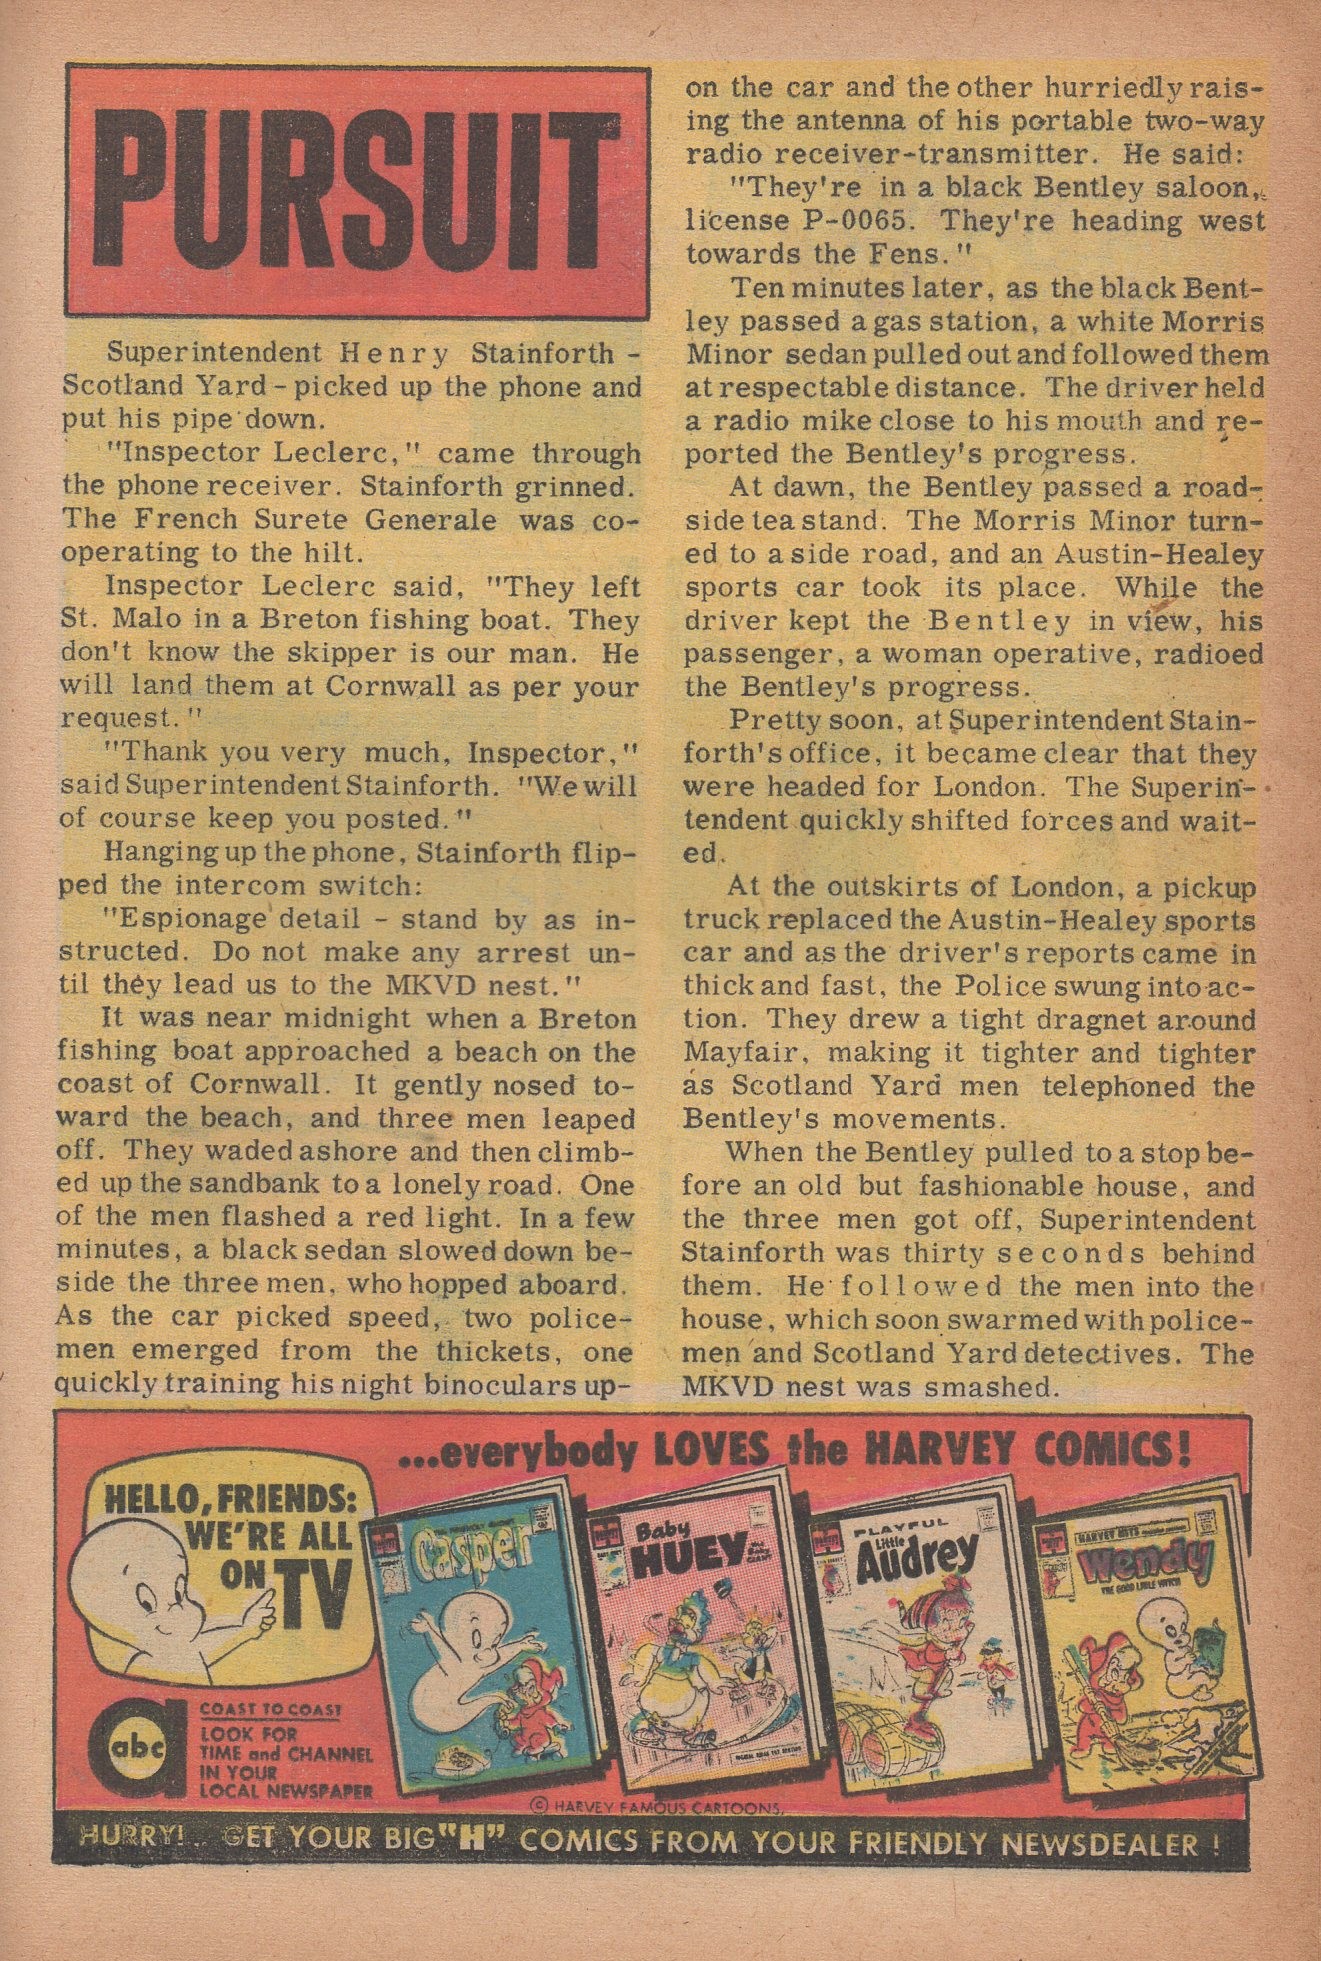 PURSUIT
Superintendent Henry Stainforth -
Scotland Yard - picked up the phone and
put his pipe down.
"Inspector Leclerc," came through
the phone receiver. Stainforth grinned.
The French Surete Generale was co-
operating to the hilt.
Inspector Leclerc said, "They left
St. Malo in a Breton fishing boat. They
don't know the skipper is our man. He
will land them at Cornwall as per your
request."
"Thank you very much, Inspector,"
said Superintendent Stainforth. "We will
of course keep you posted."
Hanging up the phone, Stainforth flip-
ped the intercom switch:
"Espionage detail - stand by as in-
structed. Do not make any arrest un-
til they lead us to the MKVD nest."
It was near midnight when a Breton
fishing boat approached a beach on the
coast of Cornwall. It gently nosed to-
ward the beach, and three men leaped
off. They waded ashore and then climb-
ed up the sandbank to a lonely road. One
of the men flashed a red light. In a few
minutes, a black sedan slowed down be-
side the three men, who hopped aboard.
As the car picked speed, two police-
men emerged from the thickets, one
quickly training his night binoculars up-
on the car and the other hurriedly rais-
ing the antenna of his portable two-way
radio receiver-transmitter. He said:
"They're in a black Bentley saloon,
license P-0065. They're heading west
towards the Fens."
Ten minutes later, as the black Bent-
ley passed a gas station, a white Morris
Minor sedan pulled out and followed them
at respectable distance. The driver held
a radio mike close to his mouth and re-
ported the Bentley's progress.
At dawn, the Bentley passed a road-
side tea stand. The Morris Minor turn-
ed to a side road, and an Austin-Healey
sports car took its place. While the
driver kept the Bentley in view, his
passenger, a woman operative, radioed
the Bentley's progress.
Pretty soon, at Superintendent Stain-
forth's office, it became clear that they
were headed for London. The Superin-
tendent quickly shifted forces and wait-
ed.
At the outskirts of London, a pickup
truck replaced the Austin-Healey sports
car and as the driver's reports came in
thick and fast, the Police swung into ac-
tion. They drew a tight dragnet around
Mayfair, making it tighter and tighter
as Scotland Yard men telephoned the
Bentley's movements.
When the Bentley pulled to a stop be-
fore an old but fashionable house, and
the three men got off, Superintendent
Stainforth was thirty seconds behind
them. He followed the men into the
house, which soon swarmed with police-
men and Scotland Yard detectives. The
MKVD nest was smashed.
...everybody LOVES the HARVEY COMICS!
HELLO, FRIENDS:
WE'RE ALL
ON TV
a
abc
COAST TO COAST
LOOK FOR
TIME and CHANNEL
IN YOUR
LOCAL NEWSPAPER
Casper
Baby
HUEY
PLAYFUL
Little
Audrey
HARVEY HITS
Wendy
THE GOOD LITTLE WITCH
© HARVEY FAMOUS CARTOONS.
HURRY!.. GET YOUR BIG "H" COMICS FROM YOUR FRIENDLY NEWSDEALER!